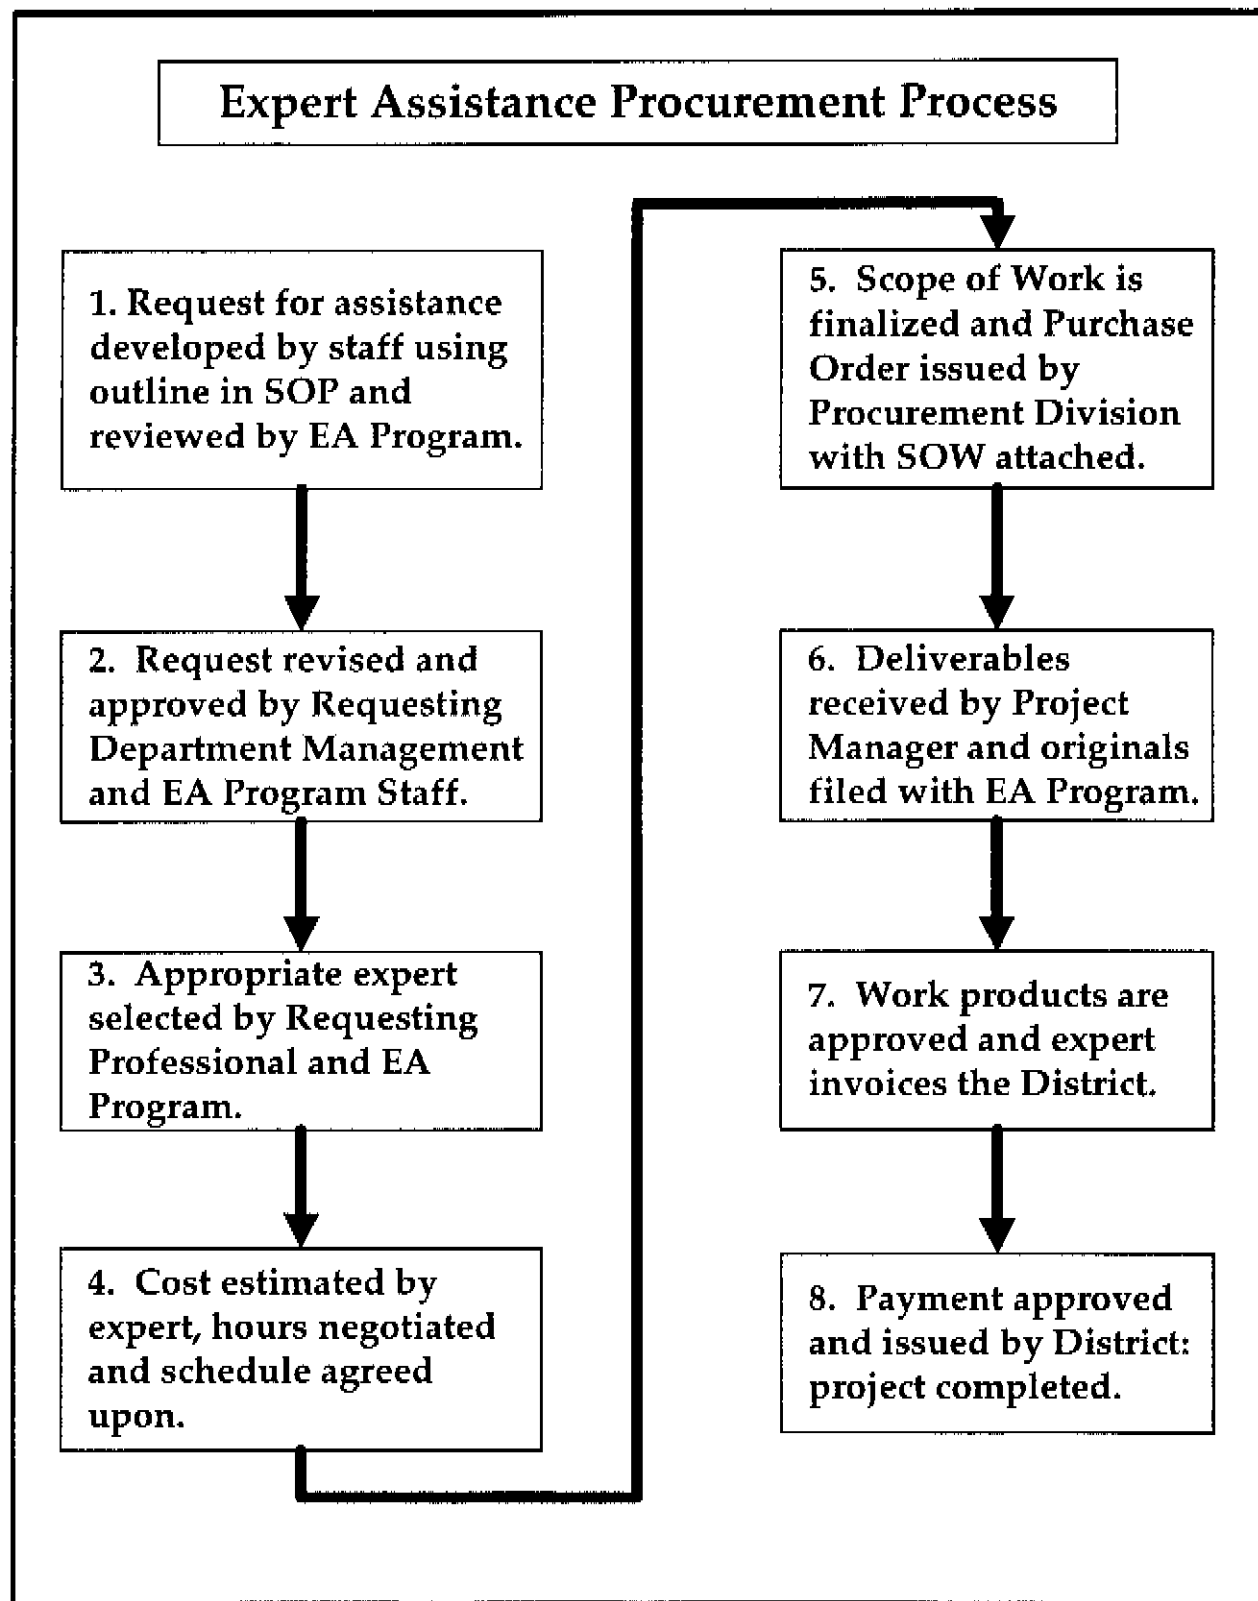 Expert Assistance Procurement Process
1. Request for assistance
developed by staff using
outline in SOP and
reviewed by EA Program.
2. Request revised and
approved by Requesting
Department Management
and EA Program Staff.
3. Appropriate expert
selected by Requesting
Professional and EA
Program.
4. Cost estimated by
expert, hours negotiated
and schedule agreed
upon.
5. Scope of Work is
finalized and Purchase
Order issued by
Procurement Division
with SOW attached.
6. Deliverables
received by Project
Manager and originals
filed with EA Program.
7. Work products are
approved and expert
invoices the District.
8. Payment approved
and issued by District:
project completed.